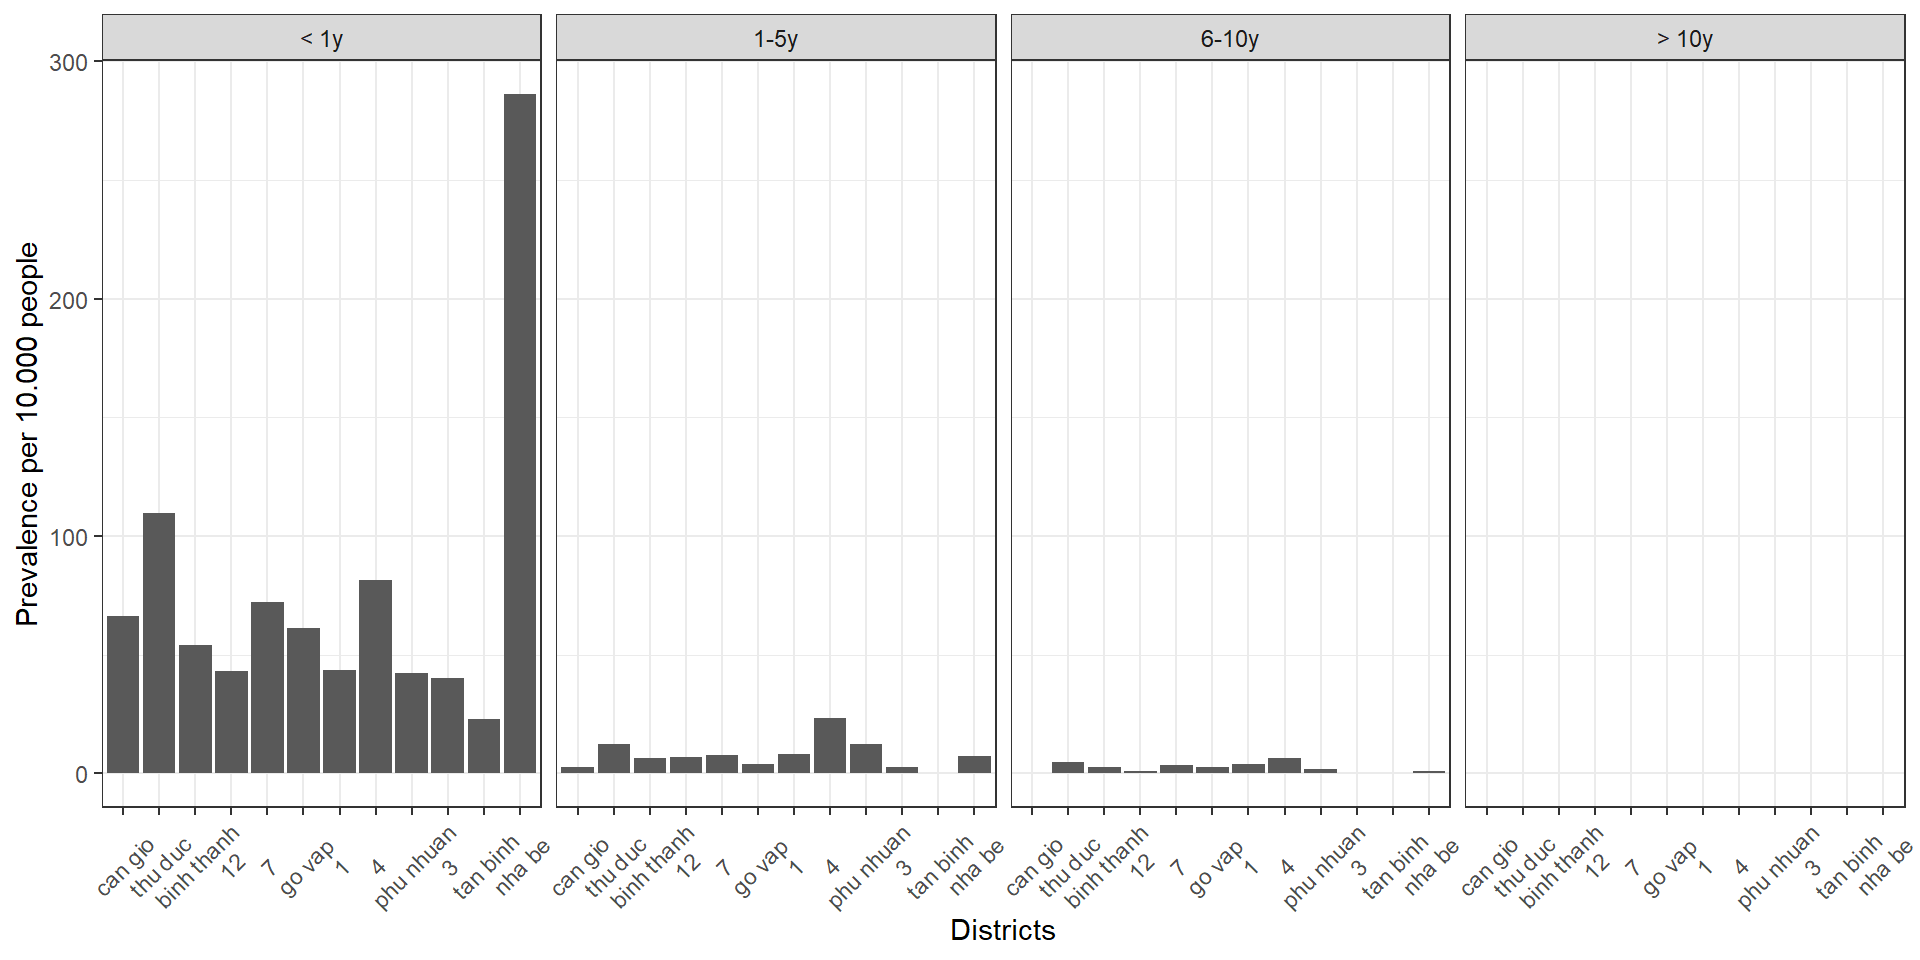 < 1y
1-5y
6-10y
> 10y
Prevalence per 10.000 people
300
200
100
0
can gio
thu duc
binh thanh
12
7
go vap
1
4
phu nhuan
3
tan binh
nha be
can gio
thu duc
binh thanh
12
7
go vap
1
4
phu nhuan
3
tan binh
nha be
can gio
thu duc
binh thanh
12
7
go vap
1
4
phu nhuan
3
tan binh
nha be
can gio
thu duc
binh thanh
12
7
go vap
1
4
phu nhuan
3
tan binh
nha be
Districts